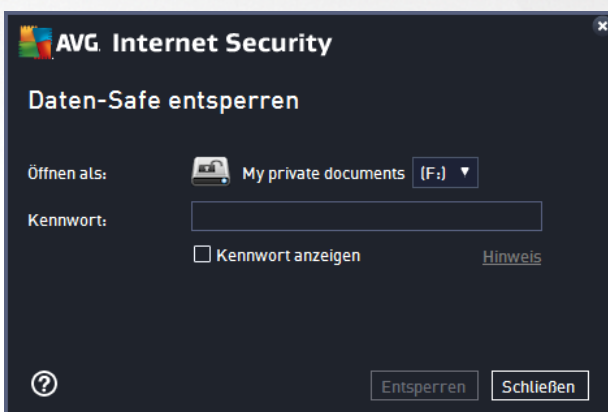 AVG. Internet Security
Daten-Safe entsperren
Öffnen als: My private documents (F:)
Kennwort:
Kennwort anzeigen Hinweis
? Entsperren Schließen